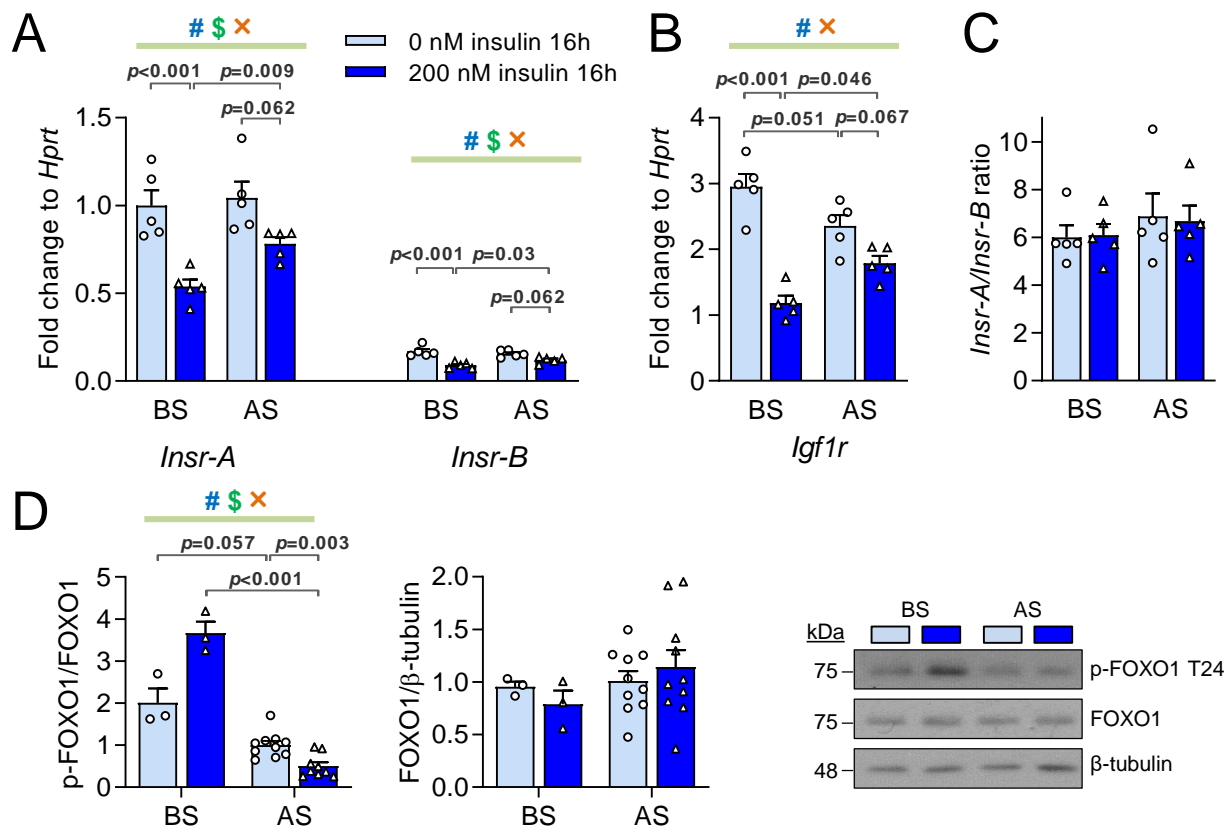 A
# $ ×
p<0.001
p=0.009
p=0.062
0 nM insulin 16h
200 nM insulin 16h
Fold change to Hprt
1.5
1.0
0.5
0.0
BS
AS
Insr-A
# $ ×
p<0.001
p=0.03
p=0.062
BS
AS
Insr-B
B
# ×
p<0.001
p=0.046
p=0.051
p=0.067
Fold change to Hprt
4
3
2
1
0
BS
AS
Igf1r
C
Insr-A/Insr-B ratio
10
8
6
4
2
0
BS
AS
D
# $ ×
p=0.057
p=0.003
p<0.001
p-FOXO1/FOXO1
5
4
3
2
1
0
BS
AS
FOXO1/β-tubulin
2.0
1.5
1.0
0.5
0.0
BS
AS
BS
AS
kDa
75
p-FOXO1 T24
75
FOXO1
48
β-tubulin